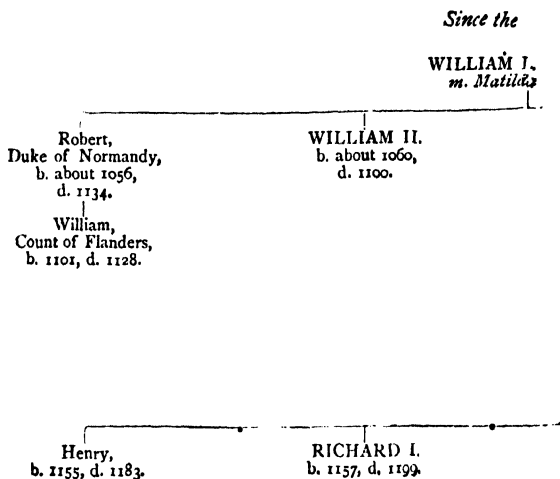 Since the
WILLIAM I.
m. Matilda
Robert,
Duke of Normandy,
b. about 1056,
d. 1134.
WILLIAM II.
b. about 1060,
d. 1100.
William,
Count of Flanders,
b. 1101, d. 1128.
Henry,
b. 1155, d. 1183.
RICHARD I.
b. 1157, d. 1199.